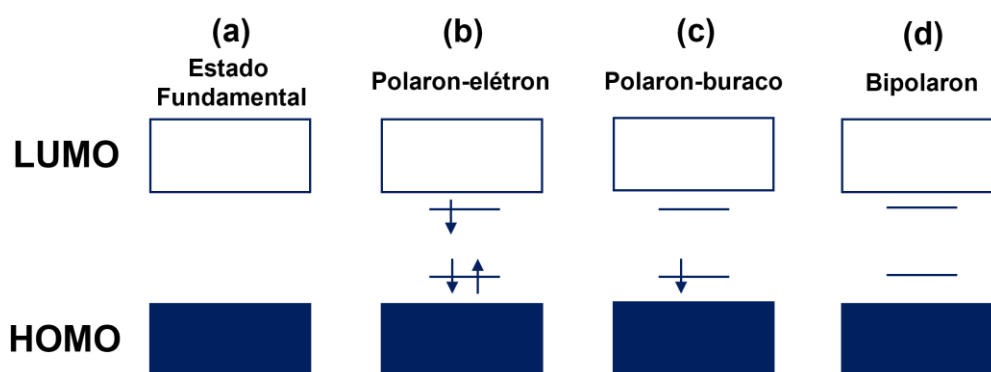 (a)
Estado
Fundamental
(b)
Polaron-elétron
(c)
Polaron-buraco
(d)
Bipolaron
LUMO
HOMO